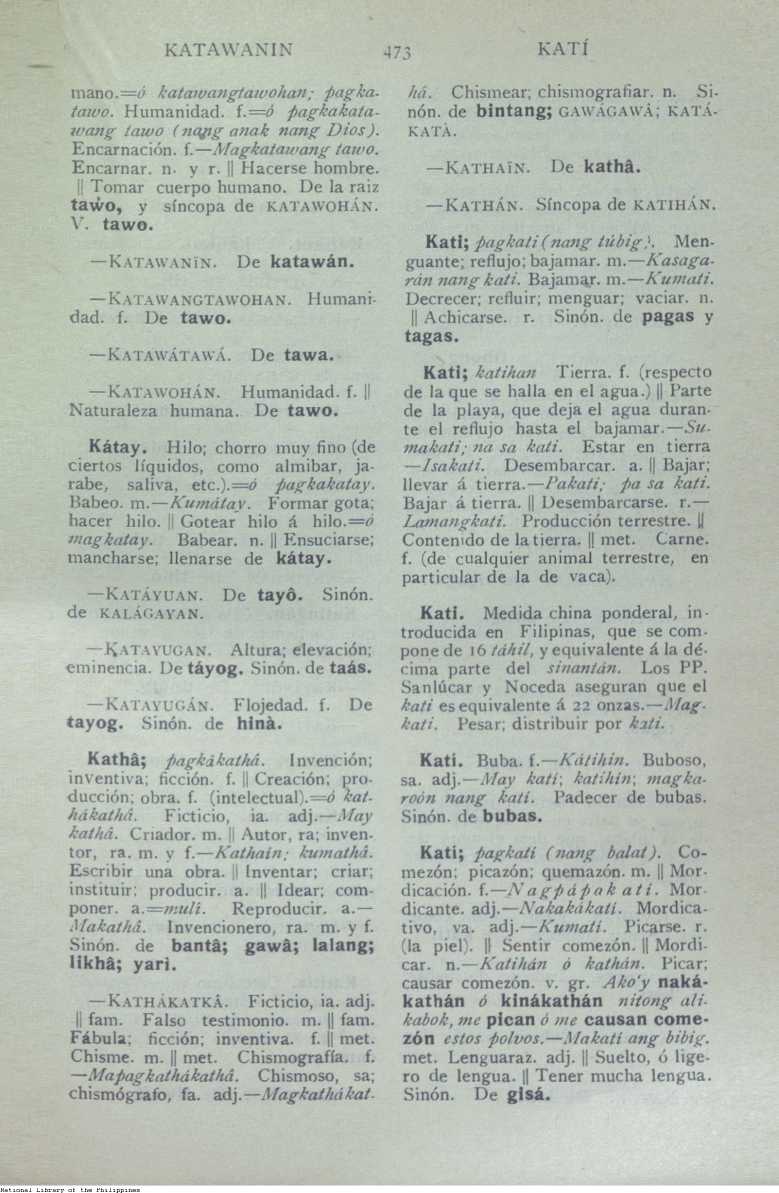 KATAWANIN 473 KATÍ
mano.=ó katawangtawohan; pagka-
tawo. Humanidad. f.=ó pagkakata-
wang tawo (nang anak nang Dios).
Encarnación. f.—Magkatawang tawo.
Encarnar. n. y r. || Hacerse hombre.
|| Tomar cuerpo humano. De la raiz
tawo, y síncopa de KATAWOHÁN.
V. tawo.
—KATAWANĪN. De katawán.
—KATAWANGTAWOHAN. Humani-
dad. f. De tawo.
—KATAWÁTAWÁ. De tawa.
—KATAWOHÁN. Humanidad. f. ||
Naturaleza humana. De tawo.
Kátay. Hilo; chorro muy fino (de
ciertos líquidos, como almibar, ja-
rabe, saliva, etc.).=ó pagkakatay.
Babeo. m.—Kumátay. Formar gota;
hacer hilo. || Gotear hilo á hilo.=ó
magkatay. Babear. n. || Ensuciarse;
mancharse; llenarse de kátay.
—KATÁYUAN. De tayô. Sinón.
de KALÁGAYAN.
—KATAYUGAN. Altura; elevación;
eminencia. De táyog. Sinón. de taás.
—KATAYUGÁN. Flojedad. f. De
tayog. Sinón. de hinà.
Kathâ; pagkákathâ. Invención;
inventiva; ficción. f. || Creación; pro-
ducción; obra. f. (intelectual).=ó kat-
hákathâ. Ficticio, ia. adj.—May
kathâ. Criador. m. || Autor, ra; inven-
tor, ra. m. y f.—Kathain; kumathâ.
Escribir una obra. || Inventar; criar;
instituir; producir. a. || Idear; com-
poner. a.=muli. Reproducir. a.—
Makathâ. Invencionero, ra. m. y f.
Sinón. de bantâ; gawâ; lalang;
likhâ; yari.
—KATHÁKATKÂ. Ficticio, ia. adj.
|| fam. Falso testimonio. m. || fam.
Fábula; ficción; inventiva. f. || met.
Chisme. m. || met. Chismografía. f.
—Mapagkathákathâ. Chismoso, sa;
chismógrafo, fa. adj.—Magkathákat-
há. Chismear; chismografiar. n. Si-
nón. de bintang; GAWÁGAWÂ; KATÁ-
KATÀ.
—KATHAĪN. De kathâ.
—KATHÁN. Síncopa de KATIHÁN.
Kati; pagkati (nang túbig). Men-
guante; reflujo; bajamar. m.—Kasaga-
rán nang kati. Bajamar. m.—Kumati.
Decrecer; refluir; menguar; vaciar. n.
|| Achicarse. r. Sinón. de pagas y
tagas.
Kati; katihan Tierra. f. (respecto
de la que se halla en el agua.) || Parte
de la playa, que deja el agua duran-
te el reflujo hasta el bajamar.—Su-
makati; na sa kati. Estar en tierra
—Isakati. Desembarcar. a. || Bajar;
llevar á tierra.—Pakati; pa sa kati.
Bajar á tierra. || Desembarcarse. r.—
Lamangkati. Producción terrestre. ||
Contenido de la tierra. || met. Carne.
f. (de cualquier animal terrestre, en
particular de la de vaca).
Kati. Medida china ponderal, in-
troducida en Filipinas, que se com-
pone de 16 táhil, y equivalente á la dé-
cima parte del sinantán. Los PP.
Sanlúcar y Noceda aseguran que el
kati es equivalente á 22 onzas.—Mag-
kati. Pesar; distribuir por kati.
Katí. Buba. f.—Kátihin. Buboso,
sa. adj.—May kati; katihin; magka-
roón nang kati. Padecer de bubas.
Sinón. de bubas.
Kati; pagkati (nang balat). Co-
mezón; picazón; quemazón. m. || Mor-
dicación. f.—Nagpápakati. Mor-
dicante. adj.—Nakakákati. Mordica-
tivo, va. adj.—Kumati. Picarse. r.
(la piel). || Sentir comezón. || Mordi-
car. n.—Katihán ó kathán. Picar;
causar comezón. v. gr. Ako'y naká-
kathán ó kinákathán nitong ali-
kabok, me pican ó me causan come-
zón estos polvos.—Makati ang bibig.
met. Lenguaraz. adj. || Suelto, ó lige-
ro de lengua. || Tener mucha lengua.
Sinón. De gisá.
National Library of the Philippines